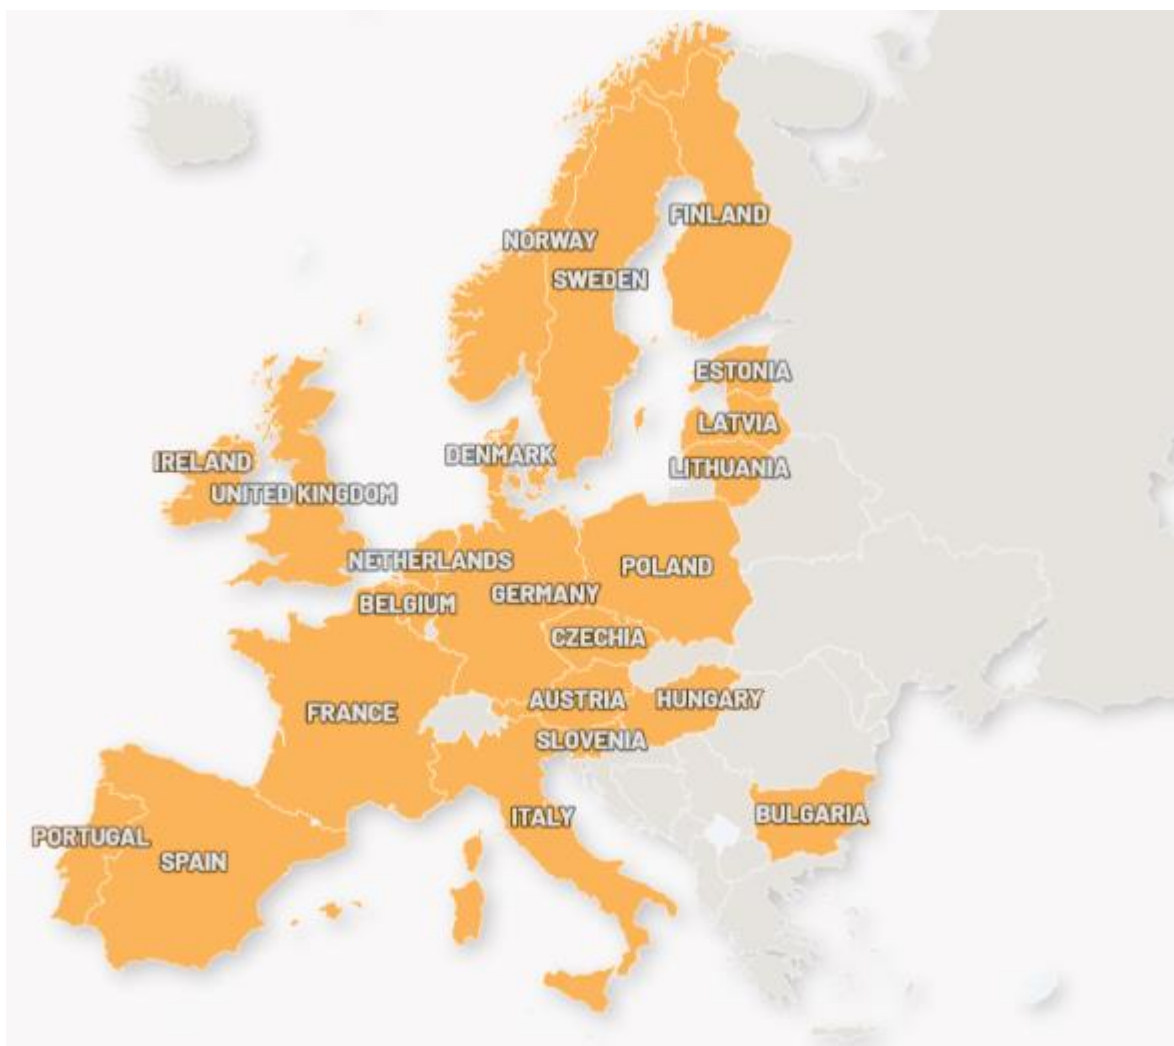 FINLAND
NORWAY
SWEDEN
ESTONIA
LATVIA
DENMARK
IRELAND
LITHUANIA
UNITED KINGDOM
NETHERLANDS
POLAND
GERMANY
BELGIUM
CZECHIA
AUSTRIA
HUNGARY
FRANCE
SLOVENIA
BULGARIA
ITALY
PORTUGAL
SPAIN